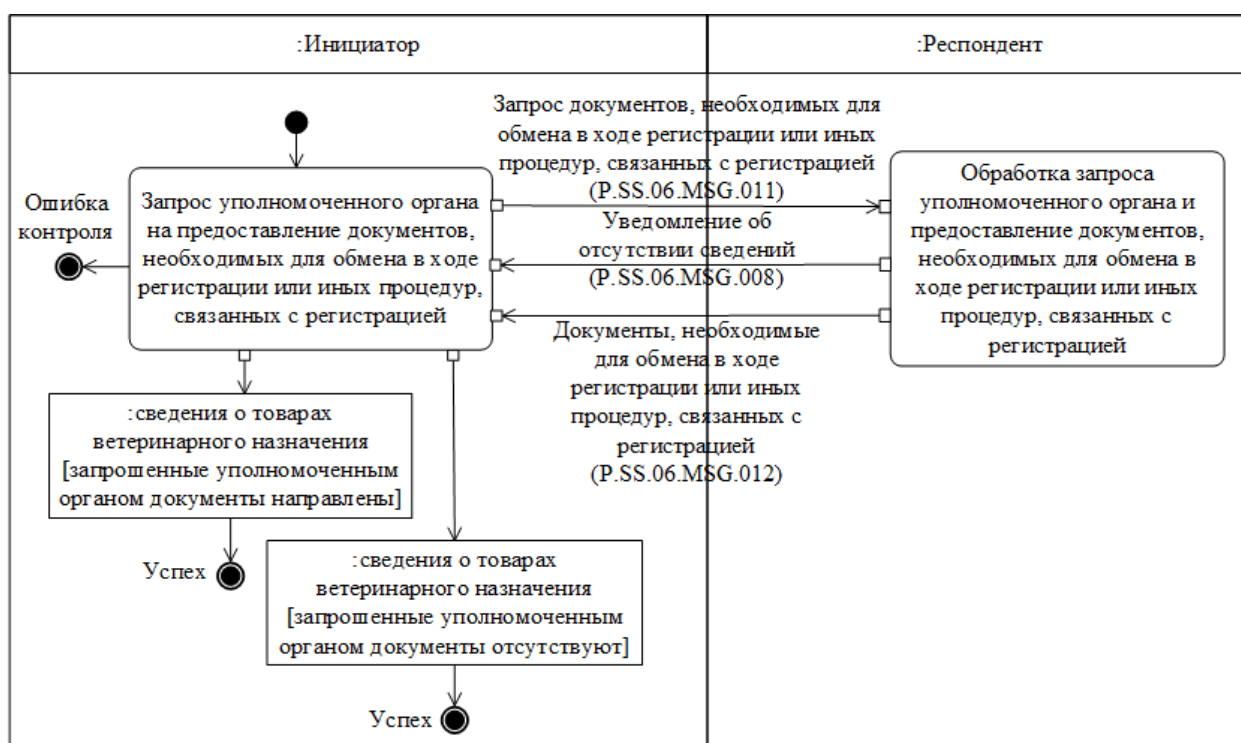 :Инициатор
:Респондент
Запрос документов, необходимых для
обмена в ходе регистрации или иных
процедур, связанных с регистрацией
(P.SS.06.MSG.011)
Ошибка
контроля
Запрос уполномоченного органа
на предоставление документов,
необходимых для обмена в ходе
регистрации или иных процедур,
связанных с регистрацией
Уведомление об
отсутствии сведений
(P.SS.06.MSG.008)
Обработка запроса
уполномоченного органа и
предоставление документов,
необходимых для обмена в
ходе регистрации или иных
процедур, связанных с
регистрацией
Документы, необходимые
для обмена в ходе
регистрации или иных
процедур, связанных с
регистрацией
(P.SS.06.MSG.012)
:сведения о товарах
ветеринарного назначения
[запрошенные уполномоченным
органом документы направлены]
Успех
:сведения о товарах
ветеринарного назначения
[запрошенные уполномоченным
органом документы отсутствуют]
Успех